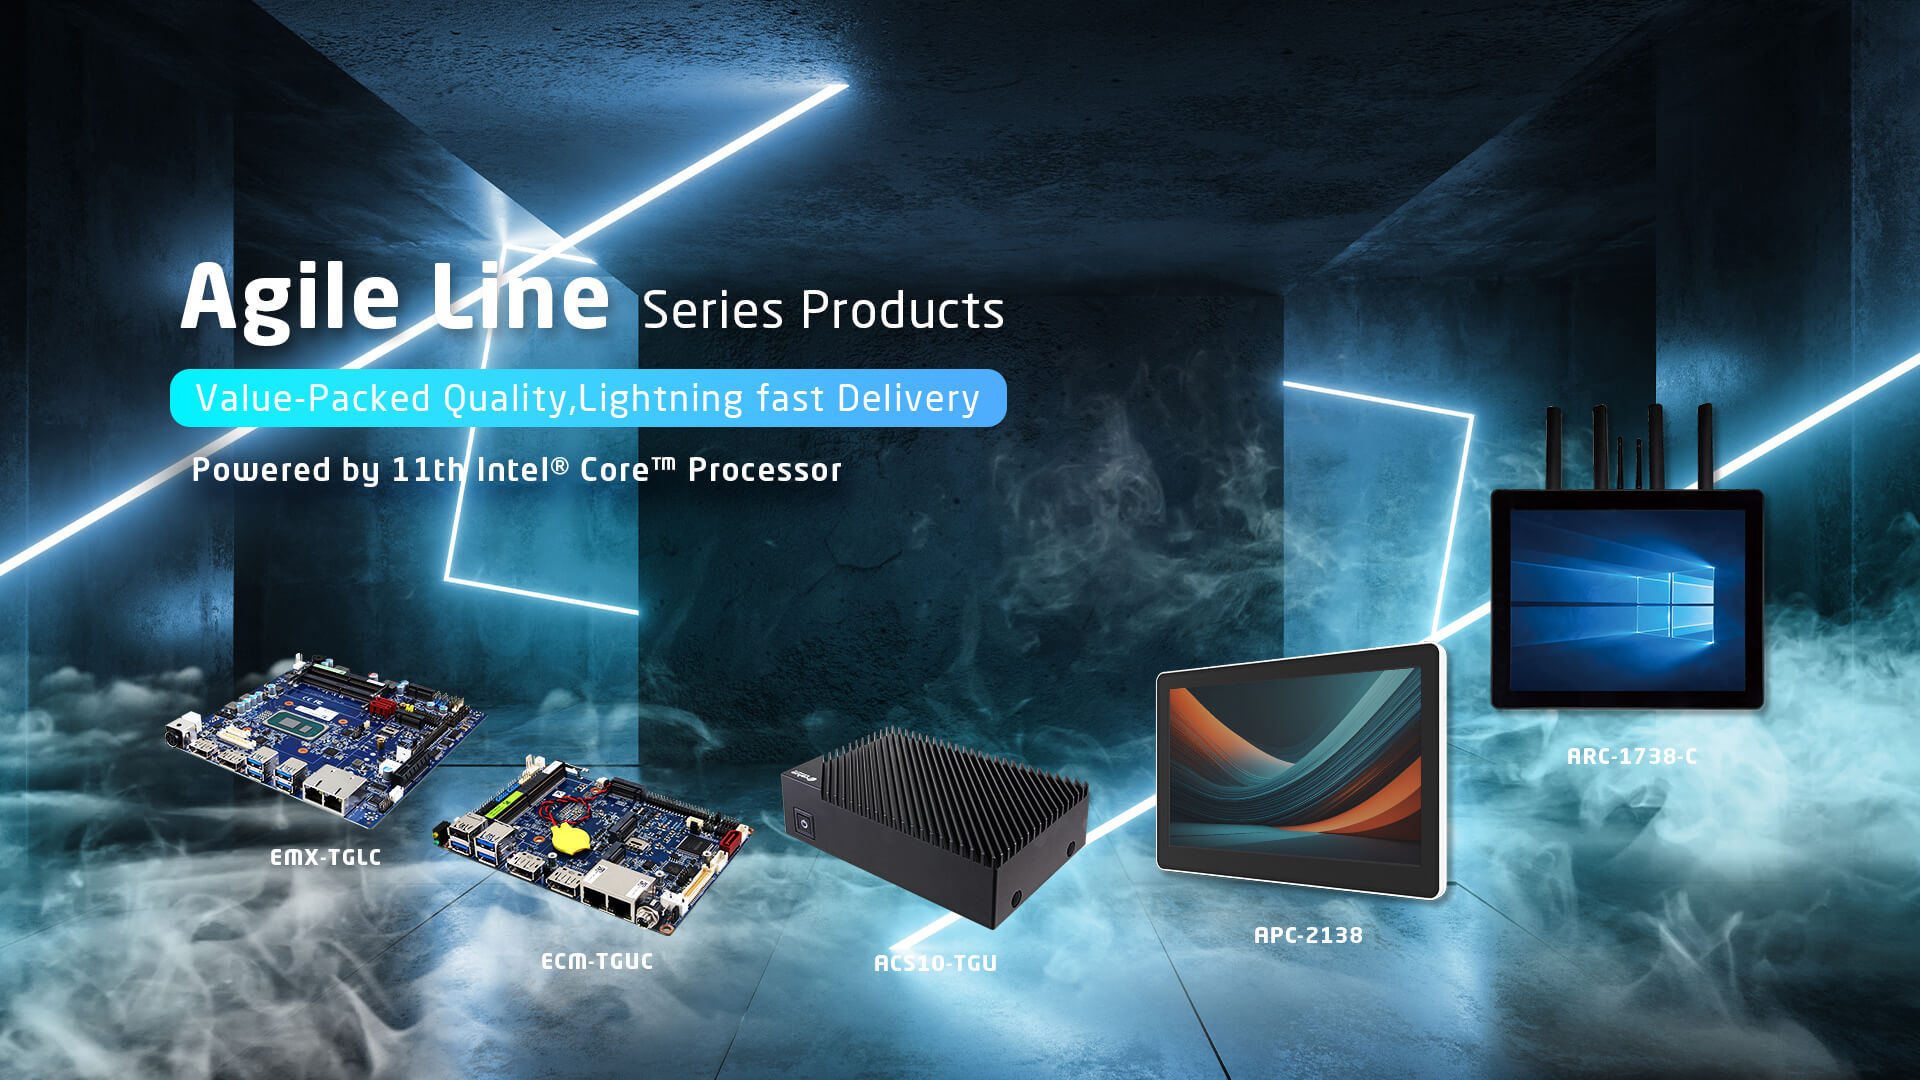 Agile Line Series Products
Value-Packed Quality,Lightning fast Delivery
Powered by 11th Intel® Core™ Processor
EMX-TGLC
ECM-TGUC
ACS10-TGU
APC-2138
ARC-1738-C